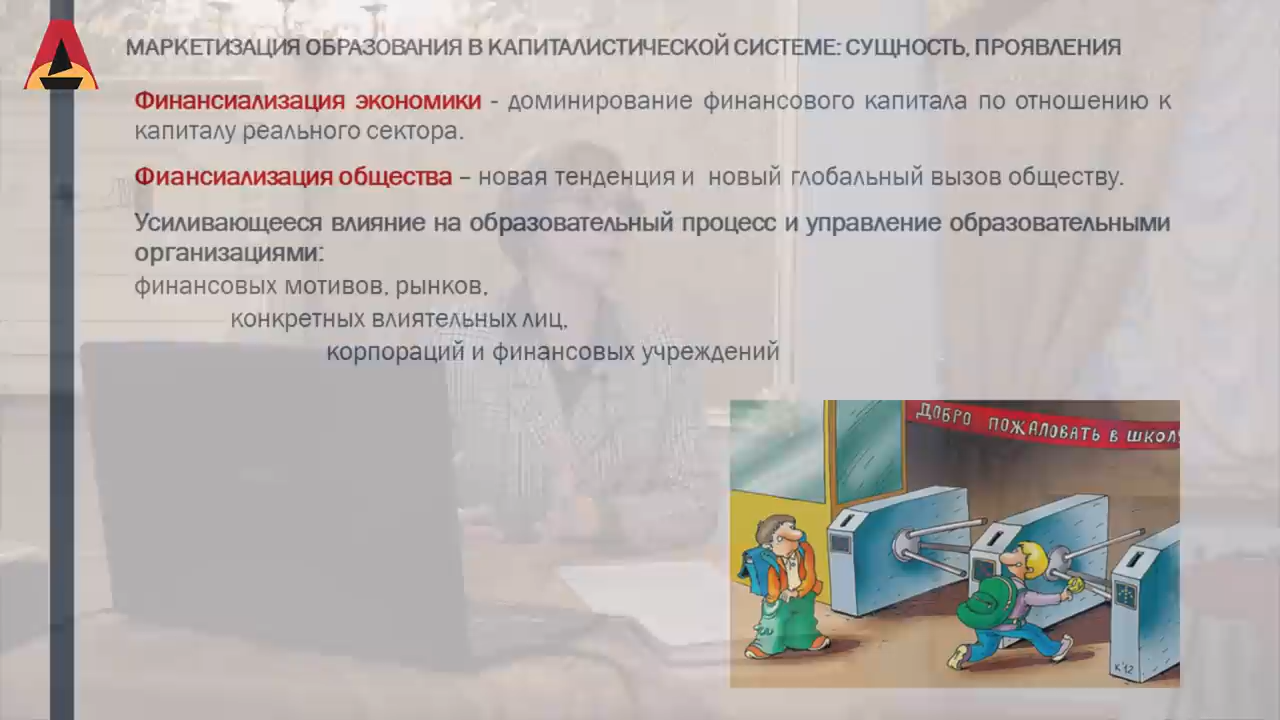 МАРКЕТИЗАЦИЯ ОБРАЗОВАНИЯ В КАПИТАЛИСТИЧЕСКОЙ СИСТЕМЕ: СУЩНОСТЬ, ПРОЯВЛЕНИЯ
Финансиализация экономики - доминирование финансового капитала по отношению к
капиталу реального сектора.
Фиансиализация общества – новая тенденция и новый глобальный вызов обществу.
Усиливающееся влияние на образовательный процесс и управление образовательными
организациями:
финансовых мотивов, рынков,
конкретных влиятельных лиц,
корпораций и финансовых учреждений
ДОБРО ПОЖАЛОВАТЬ В ШКОЛУ
К'12